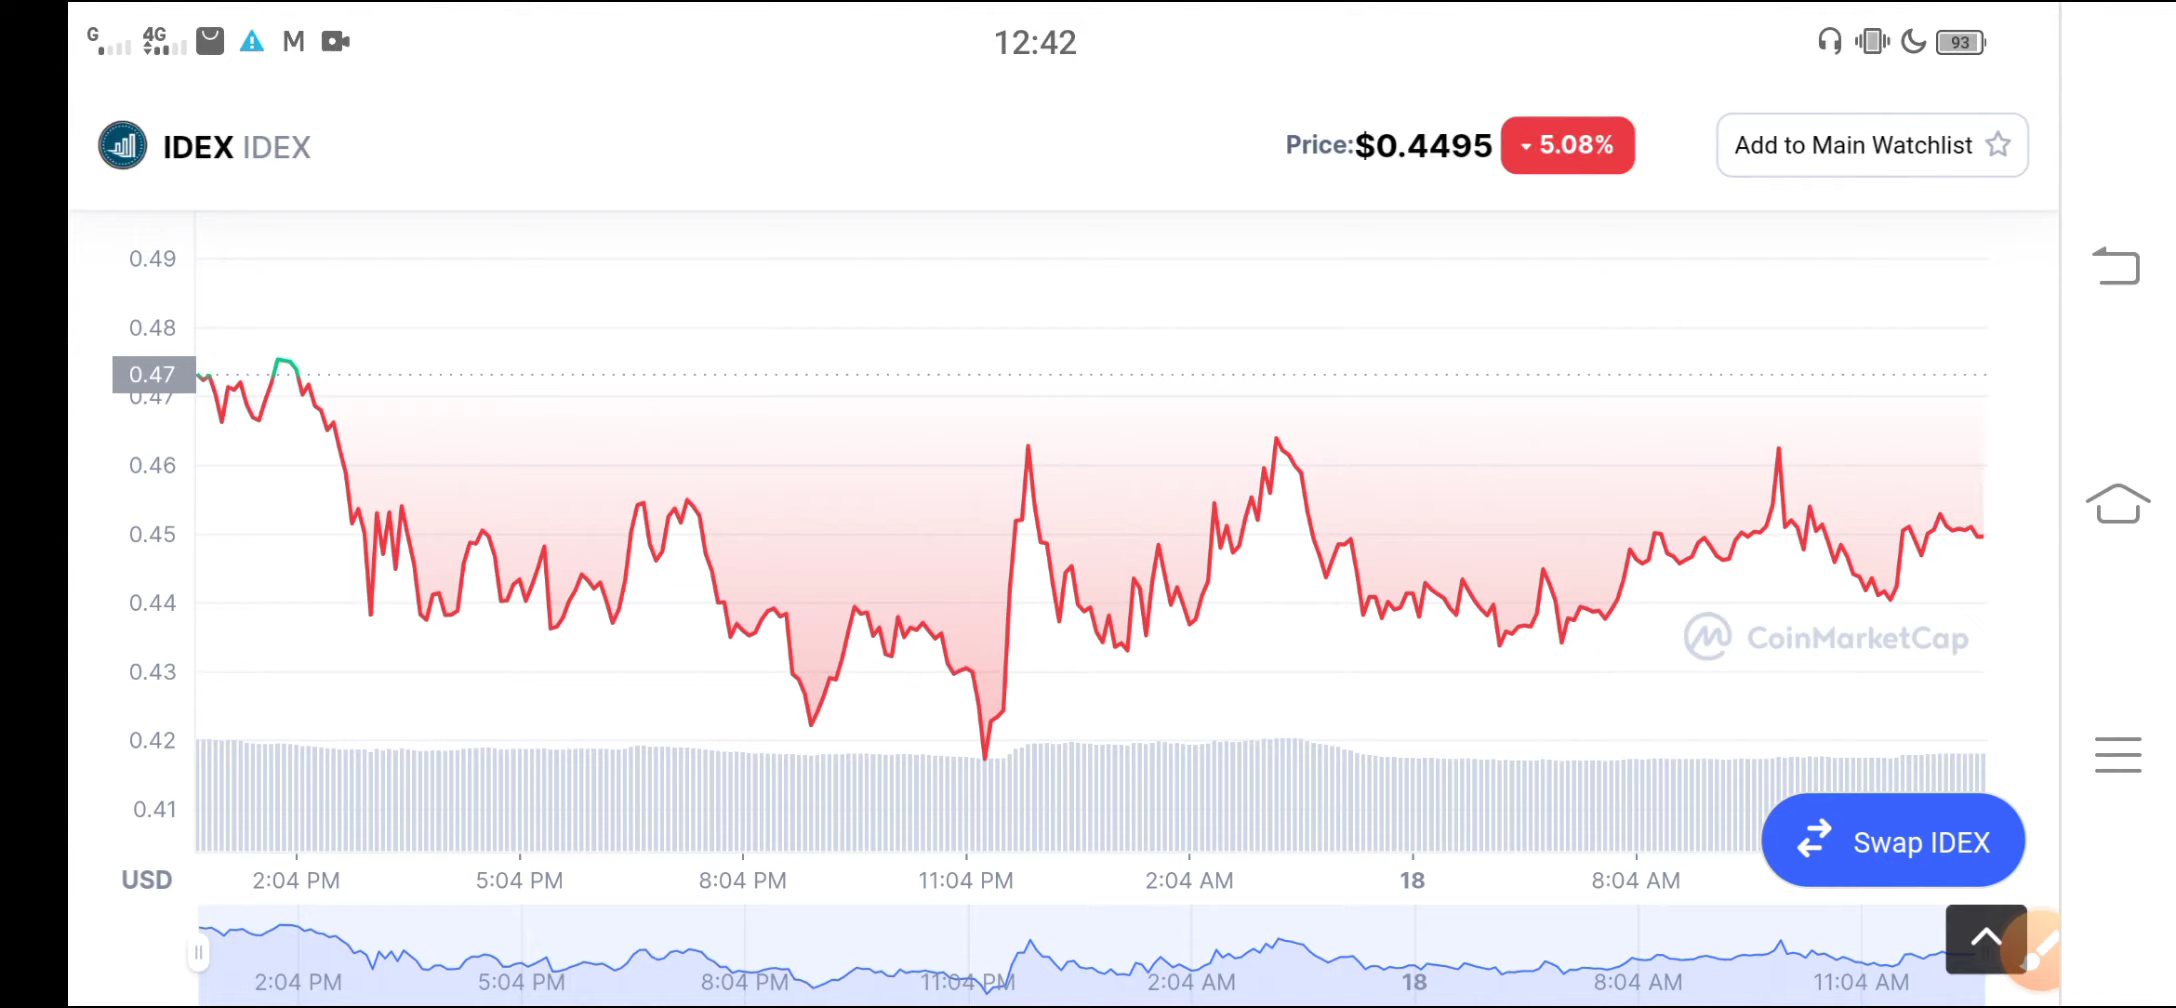 G 4G M 12:42 93
IDEX IDEX Price:$0.4495 5.08% Add to Main Watchlist
0.49
0.48
0.47
0.47
0.46
0.45
0.44
CoinMarketCap
0.43
0.42
0.41
Swap IDEX
USD 2:04 PM 5:04 PM 8:04 PM 11:04 PM 2:04 AM 18 8:04 AM
2:04 PM 5:04 PM 8:04 PM 11:04 PM 2:04 AM 18 8:04 AM 11:04 AM